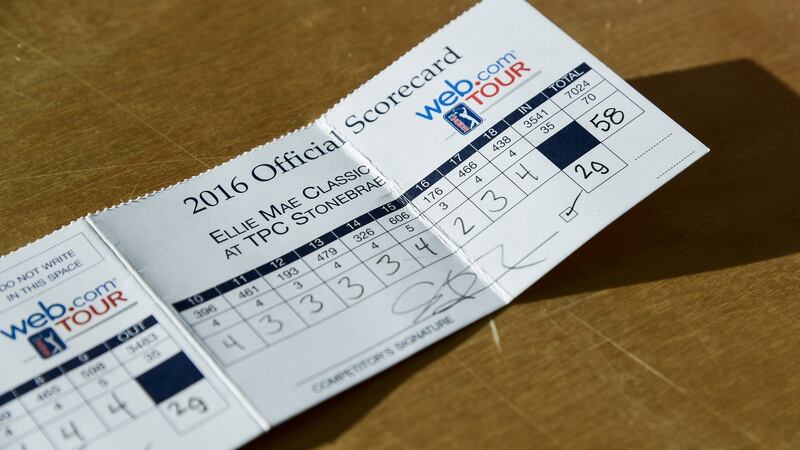 DO NOT WRITE
IN THIS SPACE
web.com®
TOUR
8 9 OUT
465 598 3483
4 5 35
4 4 29
2016 Official Scorecard
ELLIE MAE CLASSIC
AT TPC STONEBRAE
web.com®
TOUR
10 11 12 13 14 15 16 17 18 IN TOTAL
396 461 193 479 326 606 176 466 438 3541 7024
4 4 3 4 4 5 3 4 4 35 70
4 3 3 3 3 4 2 3 4 29 58
COMPETITOR'S SIGNATURE